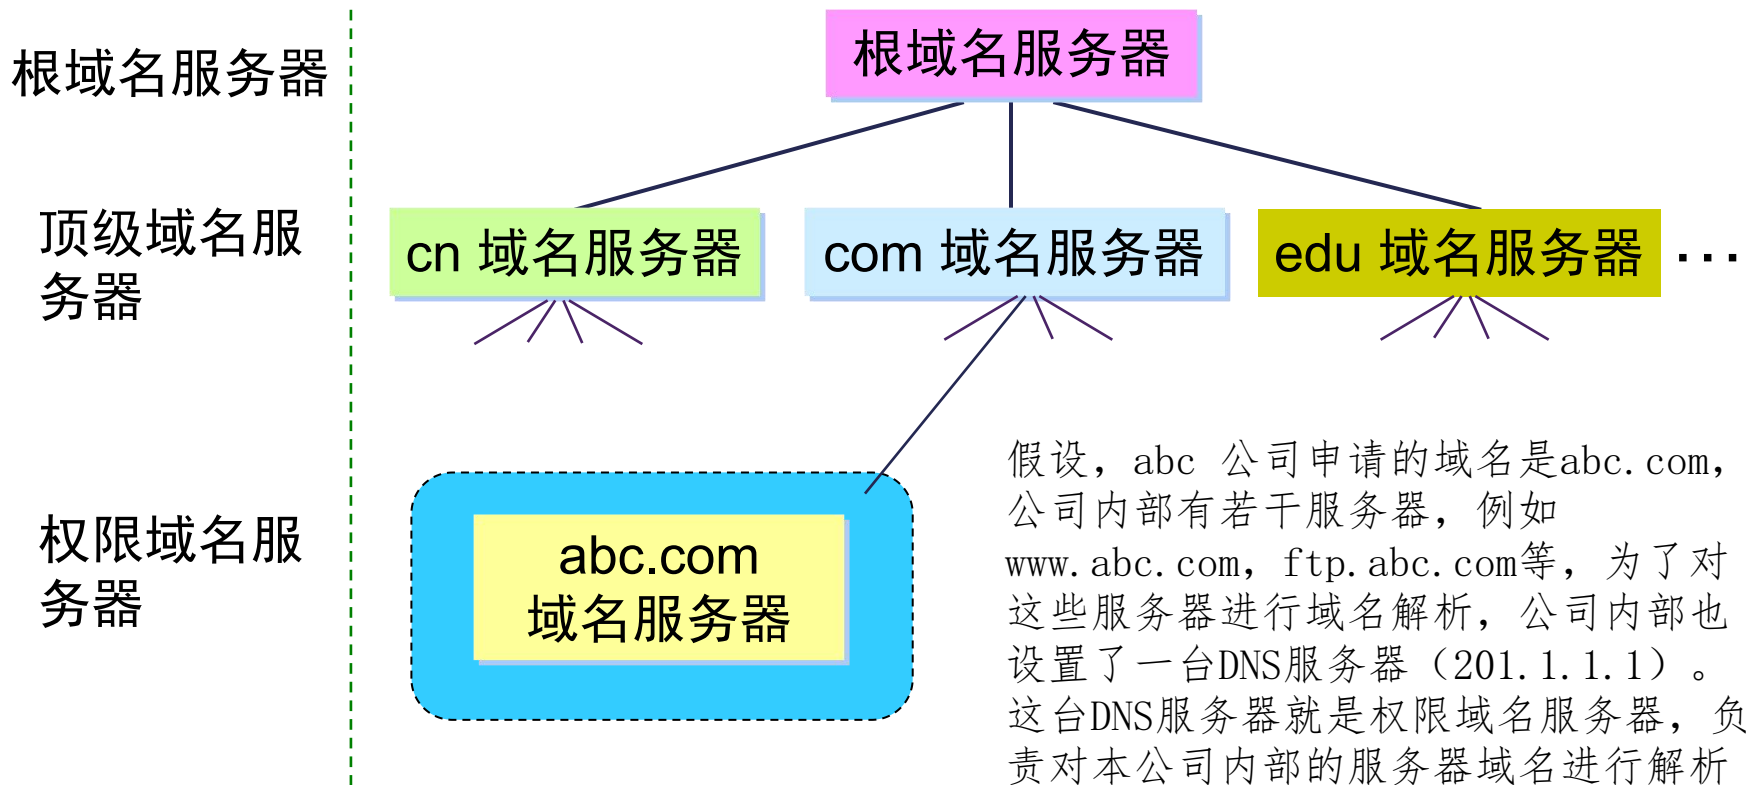 根域名服务器
根域名服务器
顶级域名服
务器
cn 域名服务器
com 域名服务器
edu 域名服务器
···
权限域名服
务器
abc.com
域名服务器
假设，abc 公司申请的域名是abc.com，
公司内部有若干服务器，例如
www.abc.com，ftp.abc.com等，为了对
这些服务器进行域名解析，公司内部也
设置了一台DNS服务器（201.1.1.1）。
这台DNS服务器就是权限域名服务器，负
责对本公司内部的服务器域名进行解析